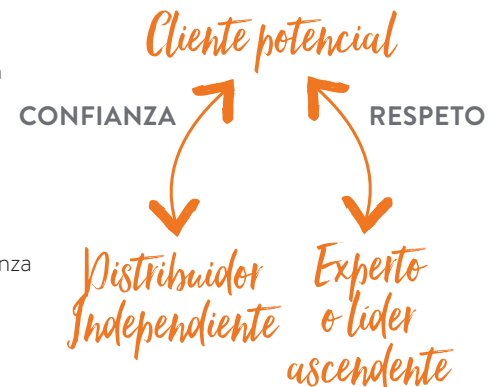 Cliente potencial
CONFIANZA
RESPETO
Distribuidor
Independiente
Experto
o líder
ascendente